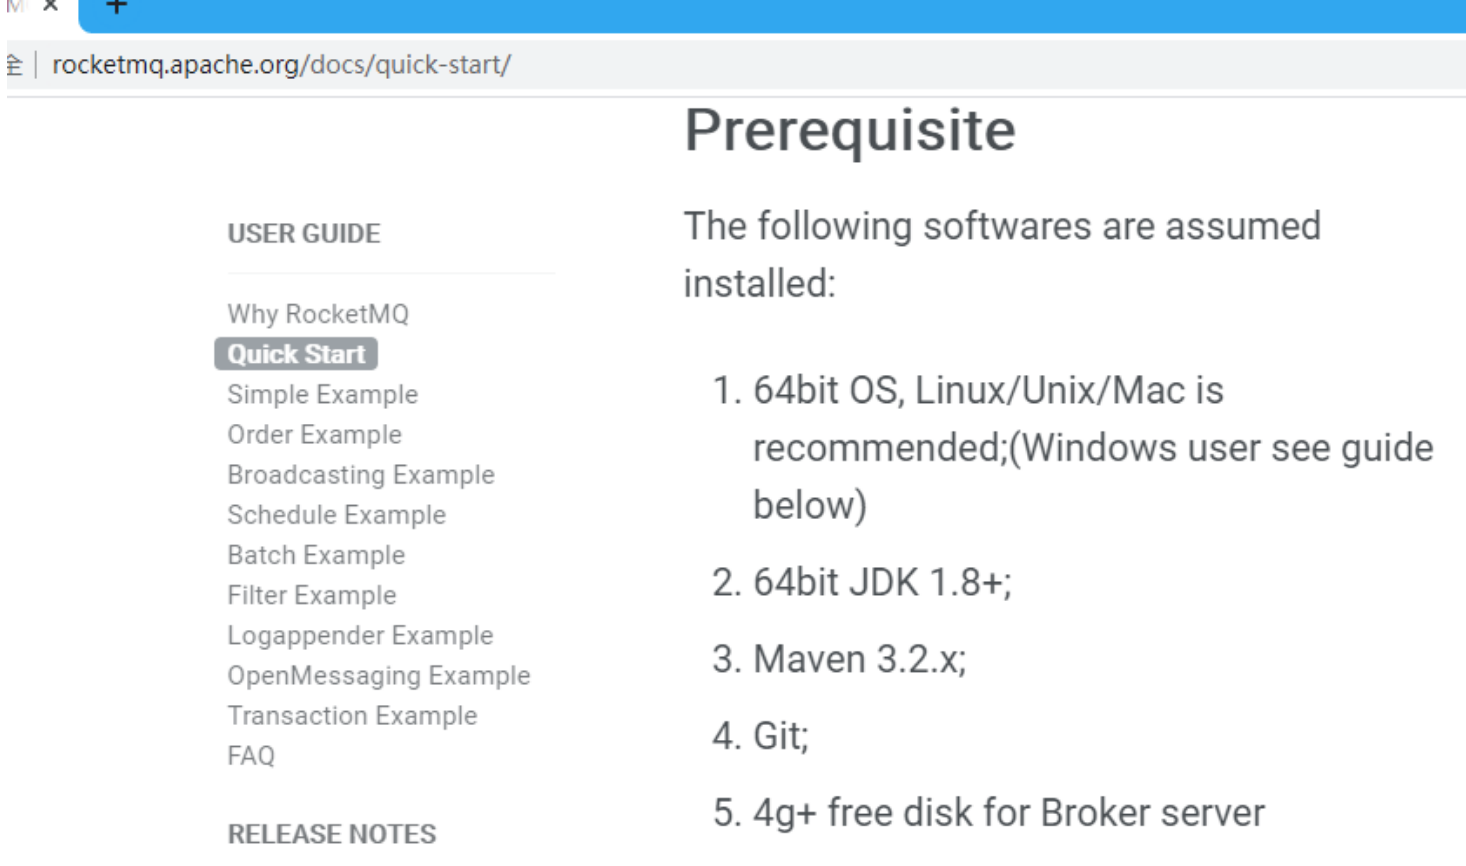 rocketmq.apache.org/docs/quick-start/
Prerequisite
The following softwares are assumed
installed:
1. 64bit OS, Linux/Unix/Mac is
recommended;(Windows user see guide
below)
2. 64bit JDK 1.8+;
3. Maven 3.2.x;
4. Git;
5. 4g+ free disk for Broker server
USER GUIDE
Why RocketMQ
Quick Start
Simple Example
Order Example
Broadcasting Example
Schedule Example
Batch Example
Filter Example
Logappender Example
OpenMessaging Example
Transaction Example
FAQ
RELEASE NOTES